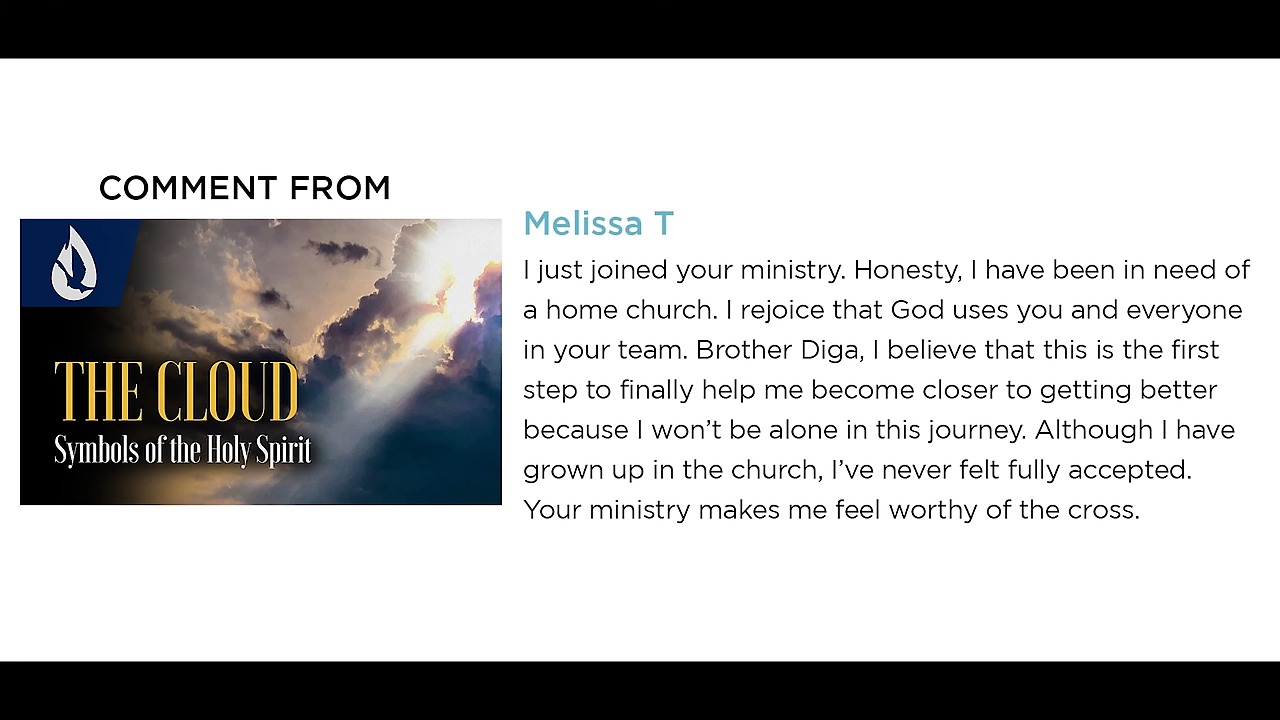 COMMENT FROM
THE CLOUD
Symbols of the Holy Spirit
Melissa T
I just joined your ministry. Honesty, I have been in need of
a home church. I rejoice that God uses you and everyone
in your team. Brother Diga, I believe that this is the first
step to finally help me become closer to getting better
because I won’t be alone in this journey. Although I have
grown up in the church, I’ve never felt fully accepted.
Your ministry makes me feel worthy of the cross.